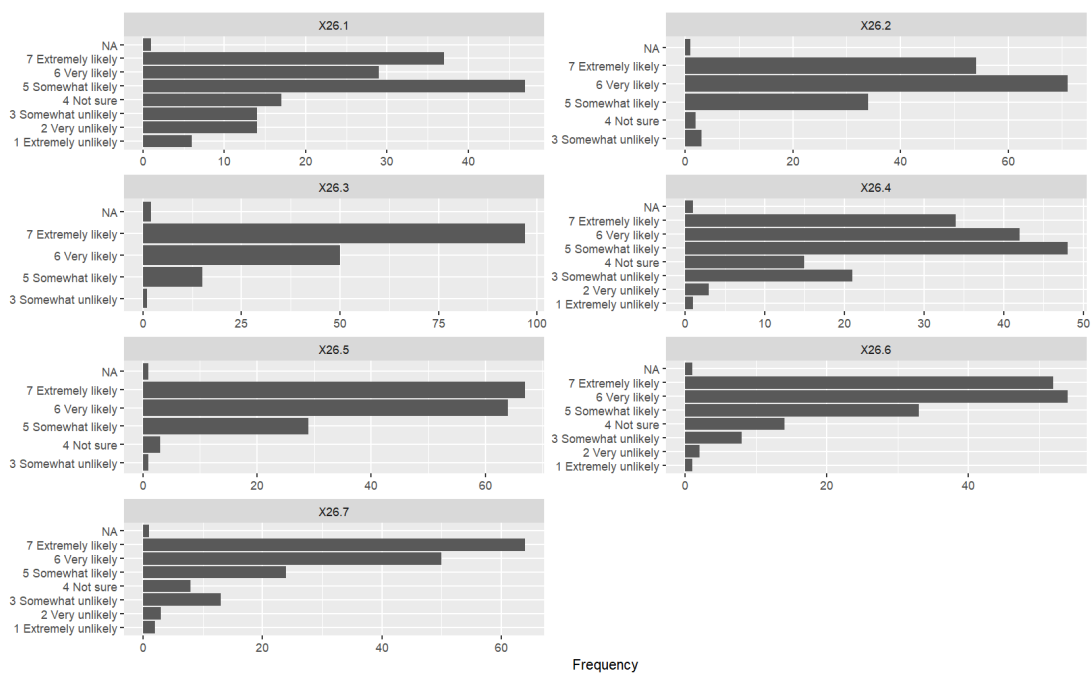 X26.1
NA
7 Extremely likely
6 Very likely
5 Somewhat likely
4 Not sure
3 Somewhat unlikely
2 Very unlikely
1 Extremely unlikely
0 10 20 30 40
X26.2
NA
7 Extremely likely
6 Very likely
5 Somewhat likely
4 Not sure
3 Somewhat unlikely
0 20 40 60
X26.3
NA
7 Extremely likely
6 Very likely
5 Somewhat likely
3 Somewhat unlikely
0 25 50 75 100
X26.4
NA
7 Extremely likely
6 Very likely
5 Somewhat likely
4 Not sure
3 Somewhat unlikely
2 Very unlikely
1 Extremely unlikely
0 10 20 30 40 50
X26.5
NA
7 Extremely likely
6 Very likely
5 Somewhat likely
4 Not sure
3 Somewhat unlikely
0 20 40 60
X26.6
NA
7 Extremely likely
6 Very likely
5 Somewhat likely
4 Not sure
3 Somewhat unlikely
2 Very unlikely
1 Extremely unlikely
0 20 40
X26.7
NA
7 Extremely likely
6 Very likely
5 Somewhat likely
4 Not sure
3 Somewhat unlikely
2 Very unlikely
1 Extremely unlikely
0 20 40 60
Frequency